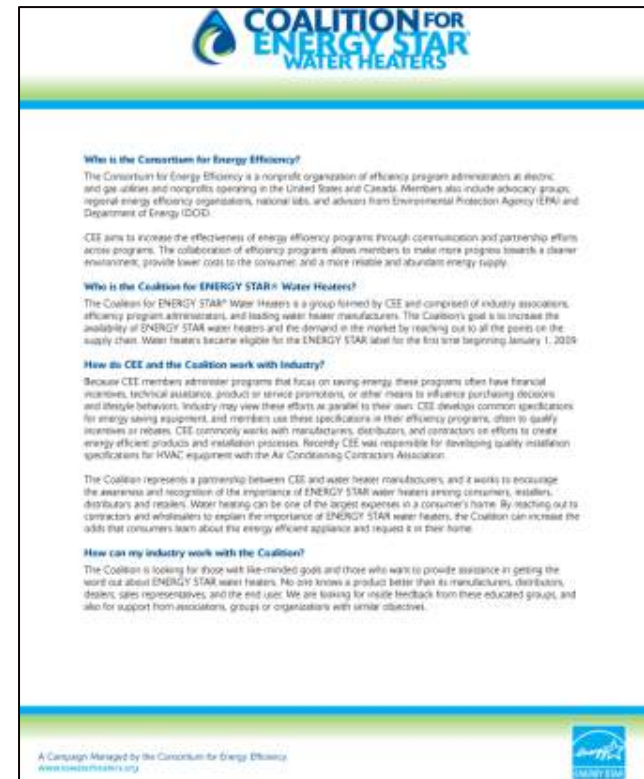 COALITION FOR
ENERGY STAR®
WATER HEATERS
Who is the Consortium for Energy Efficiency?
The Consortium for Energy Efficiency is a nonprofit organization of efficiency program administrators at electric
and gas utilities and nonprofits operating in the United States and Canada. Members also include advocacy groups,
regional energy efficiency organizations, national labs, and advisors from Environmental Protection Agency (EPA) and
Department of Energy (DOE).
CEE aims to increase the effectiveness of energy efficiency programs through communication and partnership efforts
across programs. The collaboration of efficiency programs allows members to make more progress towards a cleaner
environment, provide lower costs to the consumer, and a more reliable and abundant energy supply.
Who is the Coalition for ENERGY STAR® Water Heaters?
The Coalition for ENERGY STAR® Water Heaters is a group formed by CEE and comprised of industry associations,
efficiency program administrators, and leading water heater manufacturers. The Coalition's goal is to increase the
availability of ENERGY STAR water heaters and the demand in the market by reaching out to all the points on the
supply chain. Water heaters became eligible for the ENERGY STAR label for the first time beginning January 1, 2009.
How do CEE and the Coalition work with Industry?
Because CEE members administer programs that focus on saving energy, these programs often have financial
incentives, technical assistance, product or service promotions, or other means to influence purchasing decisions
and lifestyle behaviors. Industry may view these efforts as parallel to their own. CEE develops common specifications
for energy saving equipment, and members use these specifications in their efficiency programs, often to qualify
incentives or rebates. CEE commonly works with manufacturers, distributors, and contractors on efforts to create
energy efficient products and installation processes. Recently CEE was responsible for developing quality installation
specifications for HVAC equipment with the Air Conditioning Contractors Association.
The Coalition represents a partnership between CEE and water heater manufacturers, and it works to encourage
the awareness and recognition of the importance of ENERGY STAR water heaters among consumers, installers,
distributors and retailers. Water heating can be one of the largest expenses in a consumer's home. By reaching out to
contractors and wholesalers to explain the importance of ENERGY STAR water heaters, the Coalition can increase the
odds that consumers learn about this energy efficient appliance and request it in their home.
How can my industry work with the Coalition?
The Coalition is looking for those with like-minded goals and those who want to provide assistance in getting the
word out about ENERGY STAR water heaters. No one knows a product better than its manufacturers, distributors,
dealers, sales representatives, and the end user. We are looking for inside feedback from these educated groups, and
also for support from associations, groups or organizations with similar objectives.
A Campaign Managed by the Consortium for Energy Efficiency
energy
ENERGY STAR